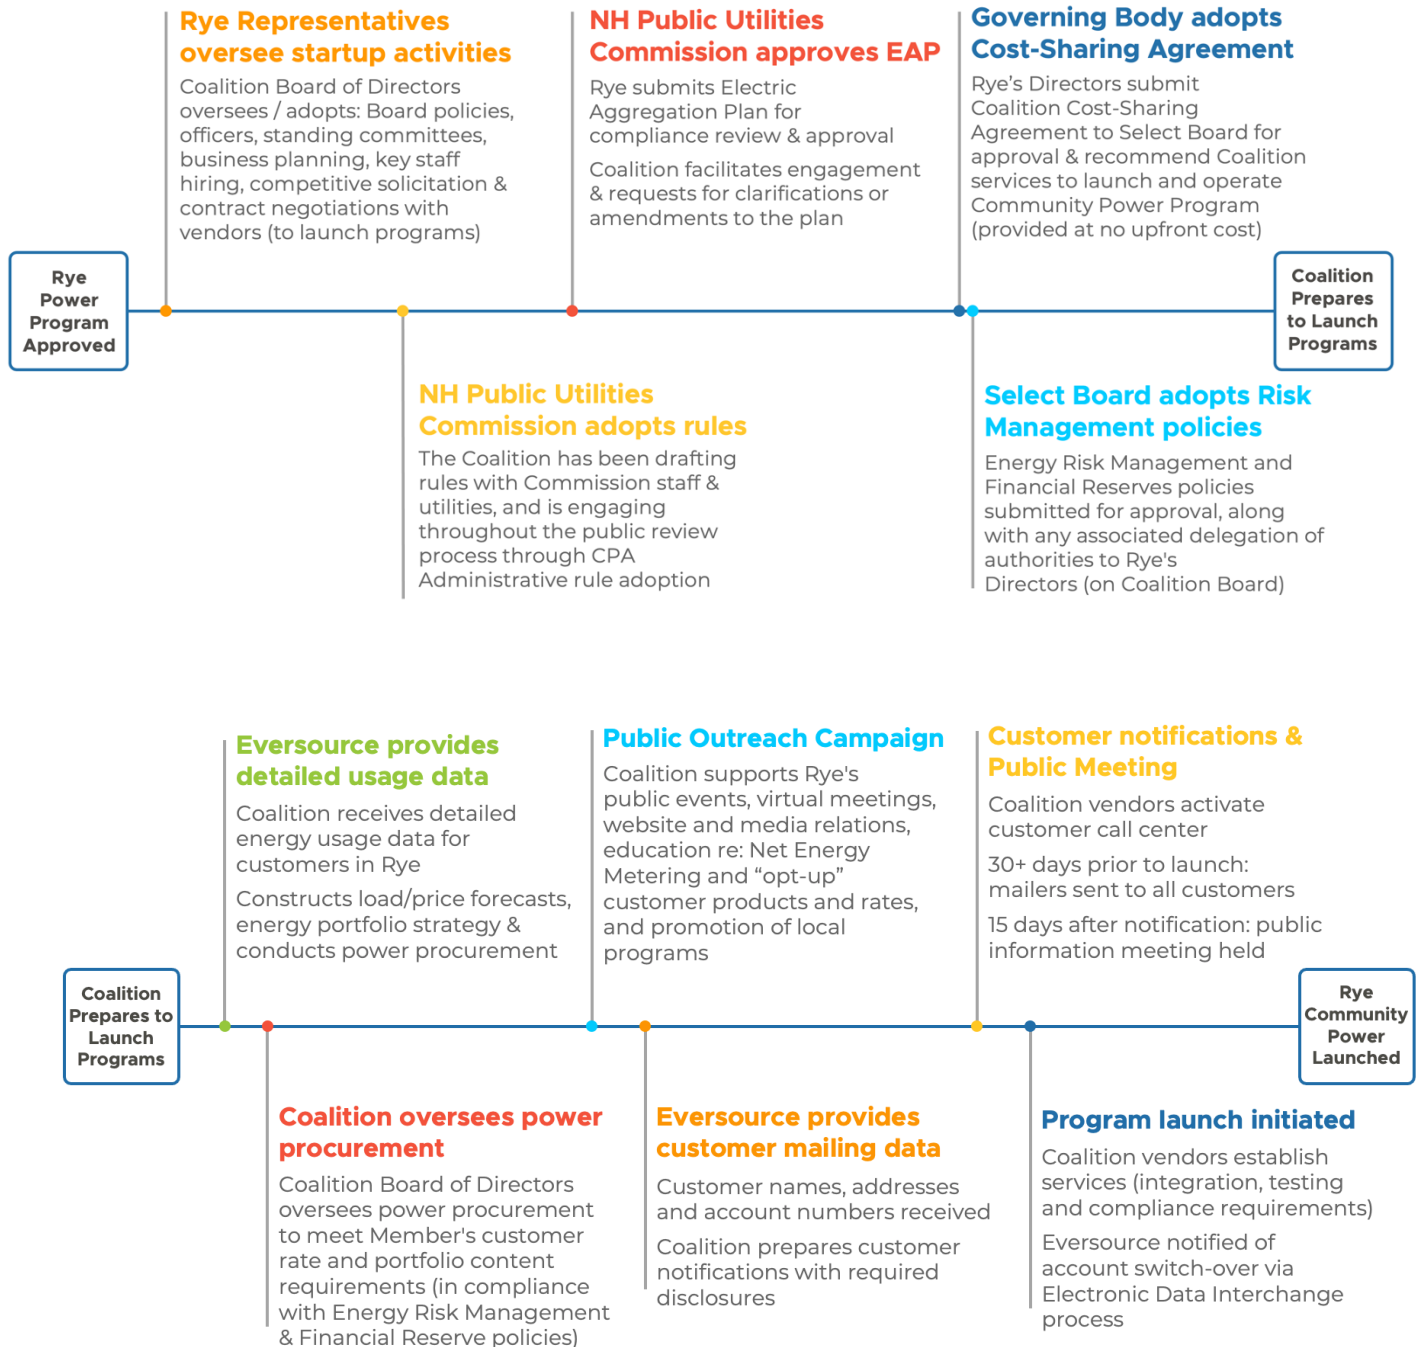 Rye Representatives
oversee startup activities
Coalition Board of Directors
oversees / adopts: Board policies,
officers, standing committees,
business planning, key staff
hiring, competitive solicitation &
contract negotiations with
vendors (to launch programs)
NH Public Utilities
Commission approves EAP
Rye submits Electric
Aggregation Plan for
compliance review & approval
Coalition facilitates engagement
& requests for clarifications or
amendments to the plan
Governing Body adopts
Cost-Sharing Agreement
Rye’s Directors submit
Coalition Cost-Sharing
Agreement to Select Board for
approval & recommend Coalition
services to launch and operate
Community Power Program
(provided at no upfront cost)
Rye
Power
Program
Approved
Coalition
Prepares
to Launch
Programs
NH Public Utilities
Commission adopts rules
The Coalition has been drafting
rules with Commission staff &
utilities, and is engaging
throughout the public review
process through CPA
Administrative rule adoption
Select Board adopts Risk
Management policies
Energy Risk Management and
Financial Reserves policies
submitted for approval, along
with any associated delegation of
authorities to Rye's
Directors (on Coalition Board)
Eversource provides
detailed usage data
Coalition receives detailed
energy usage data for
customers in Rye
Constructs load/price forecasts,
energy portfolio strategy &
conducts power procurement
Public Outreach Campaign
Coalition supports Rye's
public events, virtual meetings,
website and media relations,
education re: Net Energy
Metering and “opt-up”
customer products and rates,
and promotion of local
programs
Customer notifications &
Public Meeting
Coalition vendors activate
customer call center
30+ days prior to launch:
mailers sent to all customers
15 days after notification: public
information meeting held
Coalition
Prepares to
Launch
Programs
Rye
Community
Power
Launched
Coalition oversees power
procurement
Coalition Board of Directors
oversees power procurement
to meet Member's customer
rate and portfolio content
requirements (in compliance
with Energy Risk Management
& Financial Reserve policies)
Eversource provides
customer mailing data
Customer names, addresses
and account numbers received
Coalition prepares customer
notifications with required
disclosures
Program launch initiated
Coalition vendors establish
services (integration, testing
and compliance requirements)
Eversource notified of
account switch-over via
Electronic Data Interchange
process